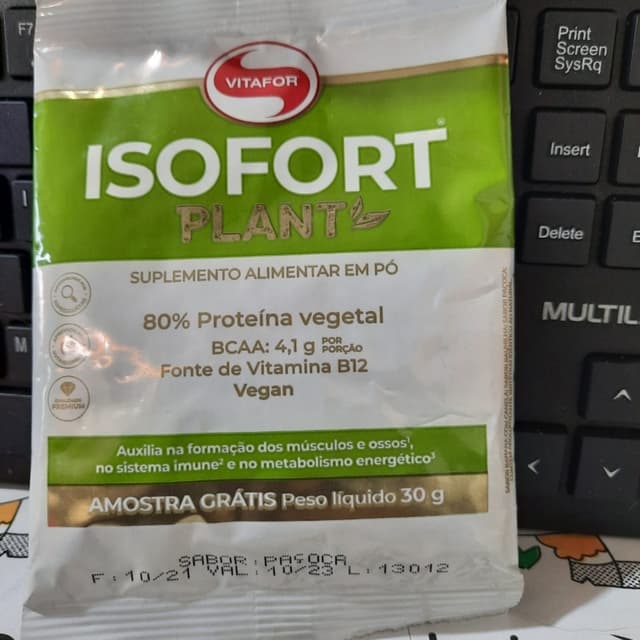 F7
Print
Screen
SysRq
Insert
Delete
MULTIL
M
VITAFOR
ISOFORT®
PLANT
SUPLEMENTO ALIMENTAR EM PÓ
80% Proteína vegetal
BCAA: 4,1 g POR PORÇÃO
Fonte de Vitamina B12
Vegan
QUALIDADE
PREMIUM
Auxilia na formação dos músculos e ossos¹,
no sistema imune² e no metabolismo energético³
AMOSTRA GRÁTIS Peso líquido 30 g
SABOR:PAÇOCA
F:10/21 VAL:10/23 L:13012